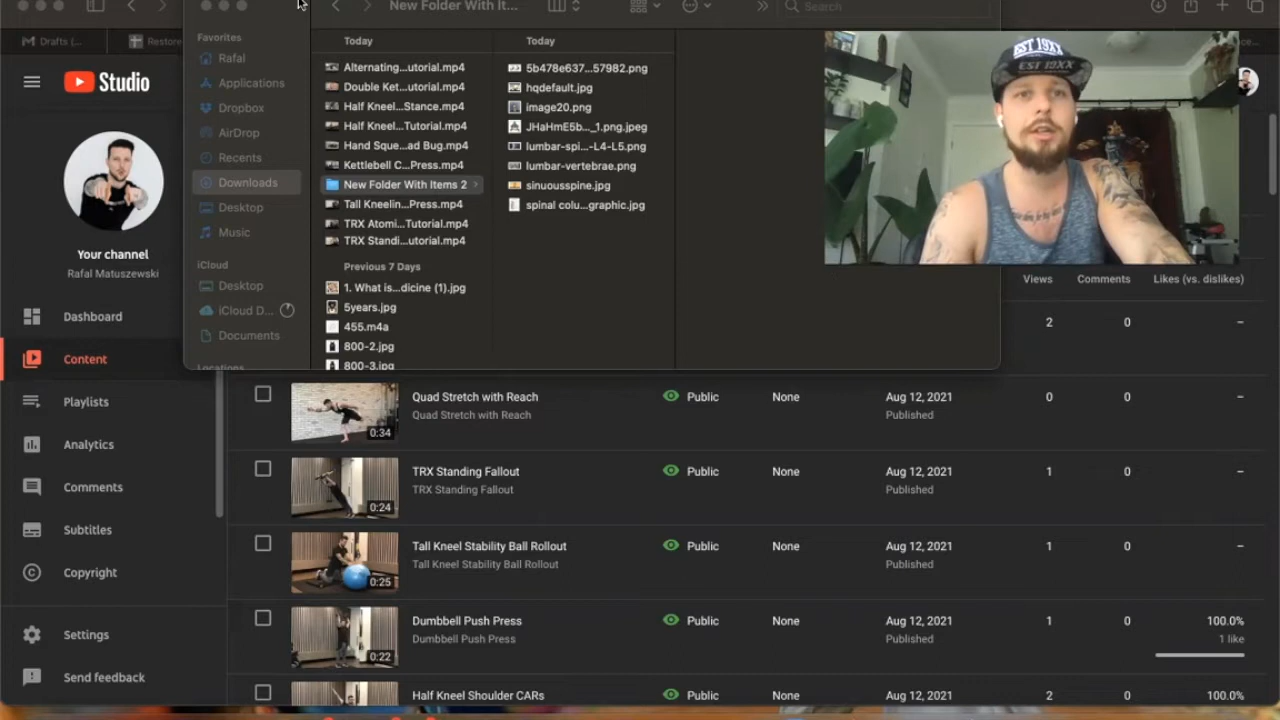 New Folder With It...
Search
Drafts (...
Restore
ce...
Favorites
Rafal
Applications
Dropbox
AirDrop
Recents
Downloads
Desktop
Music
iCloud
Desktop
iCloud D...
Documents
Locations
Today
Alternating...utorial.mp4
Double Ket...utorial.mp4
Half Kneel...Stance.mp4
Half Kneel...Tutorial.mp4
Hand Sque...ad Bug.mp4
Kettlebell C...Press.mp4
New Folder With Items 2
Tall Kneelin...Press.mp4
TRX Atomi...Tutorial.mp4
TRX Standi...utorial.mp4
Previous 7 Days
1. What is...dicine (1).jpg
5years.jpg
455.m4a
800-2.jpg
800-3.jpg
Today
5b478e637...57982.png
hqdefault.jpg
image20.png
JHaHmE5b..._1.png.jpeg
lumbar-spi...-L4-L5.png
lumbar-vertebrae.png
sinuousspine.jpg
spinal colu...graphic.jpg
EST 19XX
EST 19XX
Studio
Your channel
Rafal Matuszewski
Dashboard
Content
Playlists
Analytics
Comments
Subtitles
Copyright
Settings
Send feedback
Views Comments Likes (vs. dislikes)
2 0 –
0:34
Quad Stretch with Reach
Quad Stretch with Reach
Public None Aug 12, 2021 0 0 –
Published
0:24
TRX Standing Fallout
TRX Standing Fallout
Public None Aug 12, 2021 1 0 –
Published
0:25
Tall Kneel Stability Ball Rollout
Tall Kneel Stability Ball Rollout
Public None Aug 12, 2021 1 0 –
Published
0:22
Dumbbell Push Press
Dumbbell Push Press
Public None Aug 12, 2021 1 0 100.0%
Published 1 like
Half Kneel Shoulder CARs
Public None Aug 12, 2021 2 0 100.0%